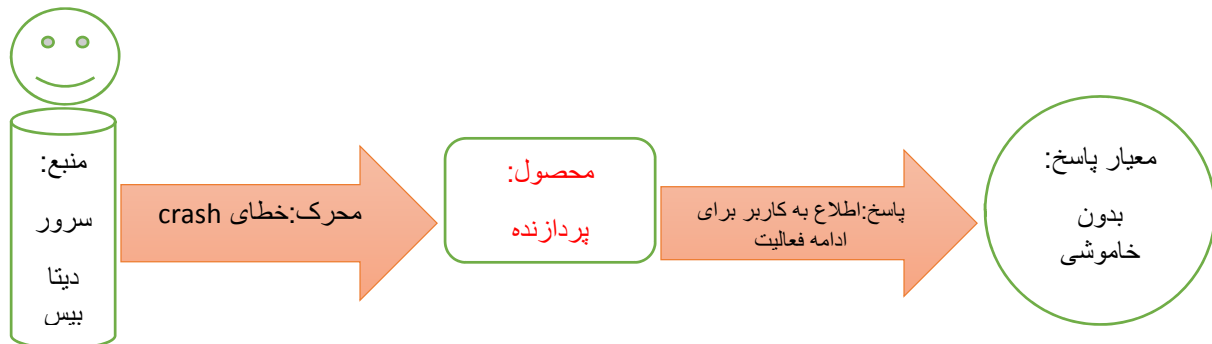 منبع:
سرور
دیتا
بیس
محرک:خطای crash
محصول:
پردازنده
پاسخ:اطلاع به کاربر برای
ادامه فعالیت
معیار پاسخ:
بدون
خاموشی